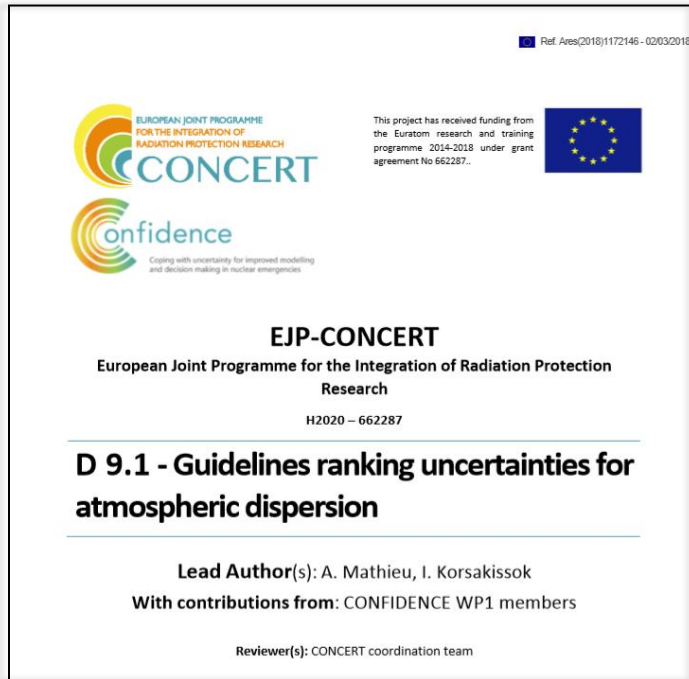 Ref. Ares(2018)1172146 - 02/03/2018
EUROPEAN JOINT PROGRAMME
FOR THE INTEGRATION OF
RADIATION PROTECTION RESEARCH
CONCERT
This project has received funding from
the Euratom research and training
programme 2014-2018 under grant
agreement No 662287..
Confidence
Coping with uncertainty for improved modelling
and decision making in nuclear emergencies
EJP-CONCERT
European Joint Programme for the Integration of Radiation Protection
Research
H2020 – 662287
D 9.1 - Guidelines ranking uncertainties for
atmospheric dispersion
Lead Author(s): A. Mathieu, I. Korsakissok
With contributions from: CONFIDENCE WP1 members
Reviewer(s): CONCERT coordination team